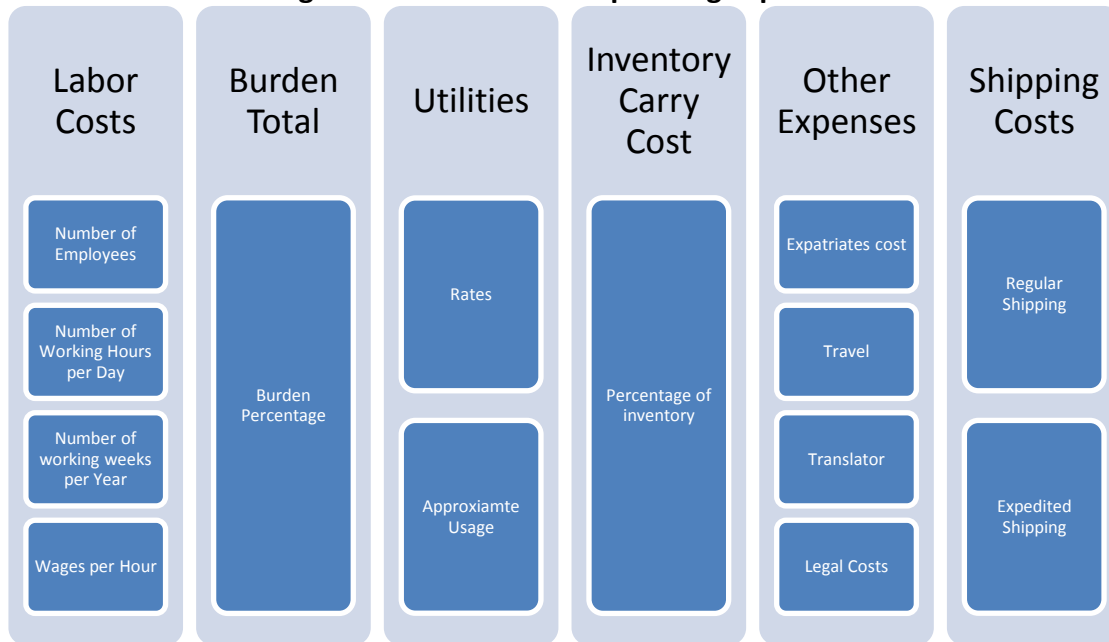 Labor
Costs
Number of
Employees
Number of
Working Hours
per Day
Number of
working weeks
per Year
Wages per Hour
Burden
Total
Burden
Percentage
Utilities
Rates
Approxiamte
Usage
Inventory
Carry
Cost
Percentage of
inventory
Other
Expenses
Expatriates cost
Travel
Translator
Legal Costs
Shipping
Costs
Regular
Shipping
Expedited
Shipping